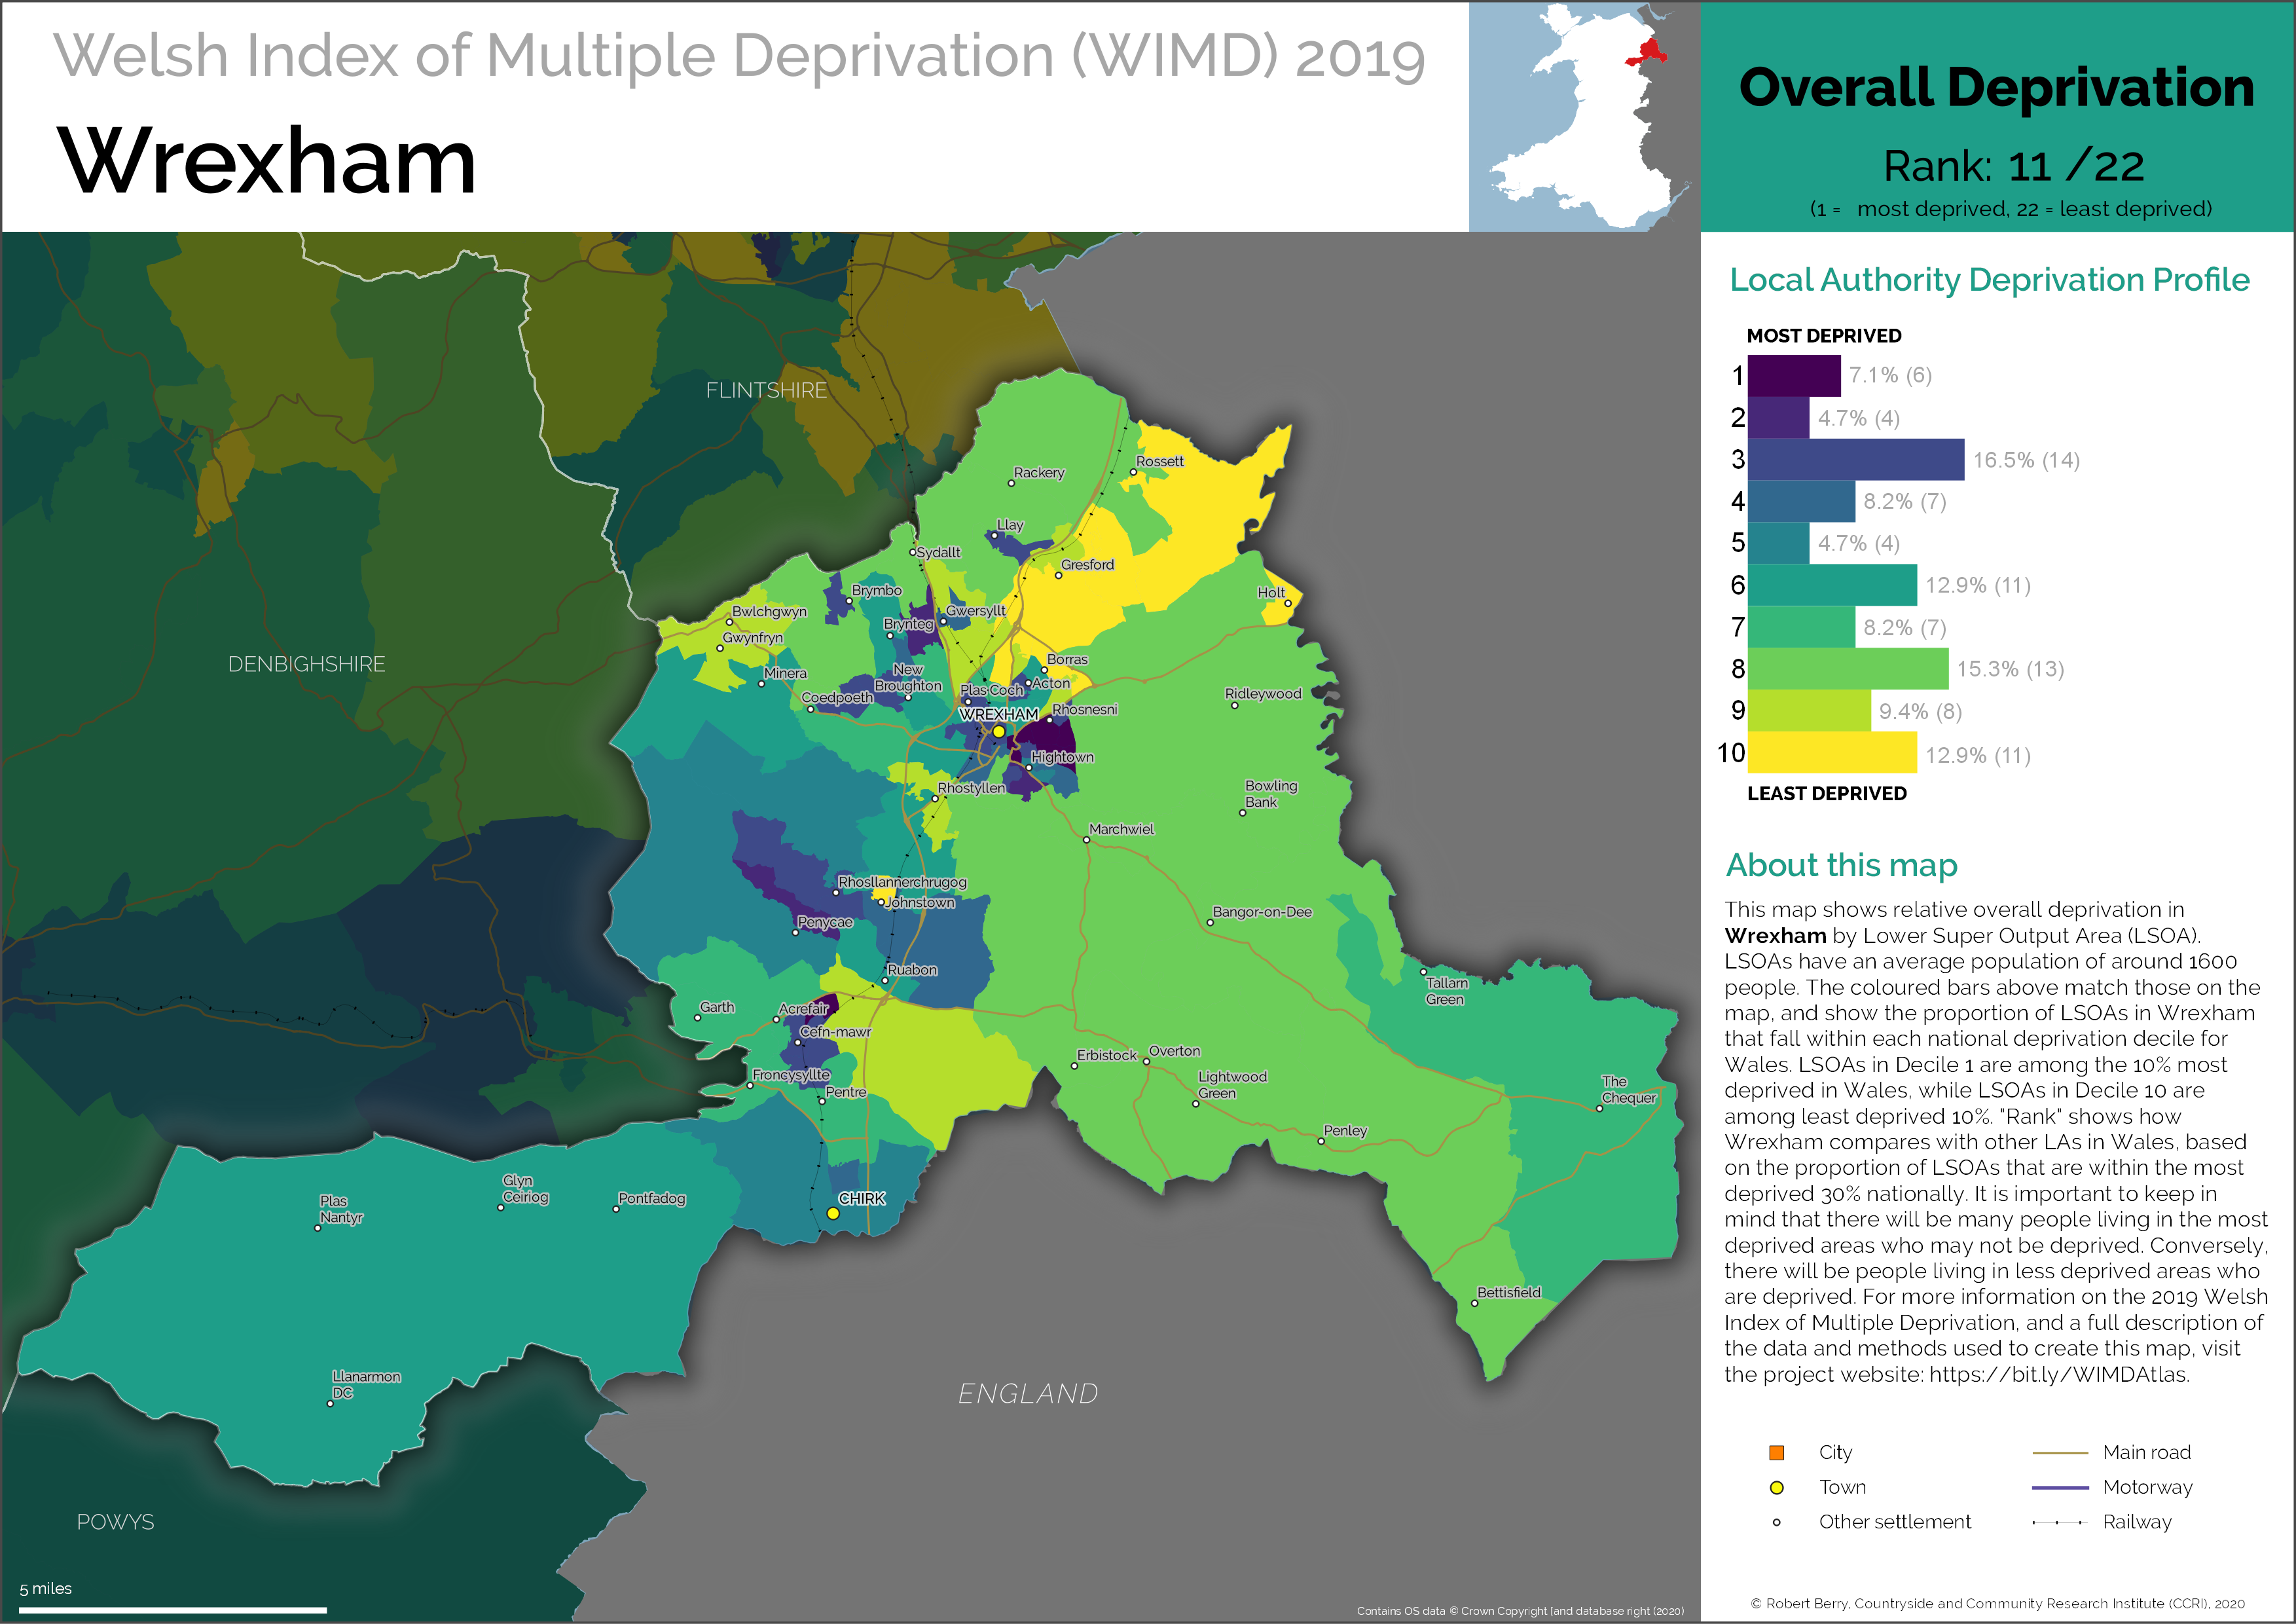 Welsh Index of Multiple Deprivation (WIMD) 2019
Wrexham
Overall Deprivation
Rank: 11 /22
(1 = most deprived, 22 = least deprived)
FLINTSHIRE
DENBIGHSHIRE
Rackery
Rossett
Llay
Sydallt
Gresford
Holt
Brymbo
Bwlchgwyn
Gwersyllt
Brynteg
Gwynfryn
Borras
Minera
New
Broughton
Acton
Plas Coch
Coedpoeth
Ridleywood
WREXHAM
Rhosnesni
Hightown
Rhostyllen
Bowling
Bank
Marchwiel
Rhosllannerchrugog
Johnstown
Penycae
Bangor-on-Dee
Ruabon
Tallarn
Green
Garth
Acrefair
Cefn-mawr
Erbistock
Overton
Froncysyllte
Pentre
Lightwood
Green
The
Chequer
Penley
Glyn
Ceiriog
Plas
Nantyr
Pontfadog
CHIRK
Bettisfield
Llanarmon
DC
ENGLAND
POWYS
5 miles
Contains OS data © Crown Copyright [and database right (2020)
Local Authority Deprivation Profile
MOST DEPRIVED
1 7.1% (6)
2 4.7% (4)
3 16.5% (14)
4 8.2% (7)
5 4.7% (4)
6 12.9% (11)
7 8.2% (7)
8 15.3% (13)
9 9.4% (8)
10 12.9% (11)
LEAST DEPRIVED
About this map
This map shows relative overall deprivation in
Wrexham by Lower Super Output Area (LSOA).
LSOAs have an average population of around 1600
people. The coloured bars above match those on the
map, and show the proportion of LSOAs in Wrexham
that fall within each national deprivation decile for
Wales. LSOAs in Decile 1 are among the 10% most
deprived in Wales, while LSOAs in Decile 10 are
among least deprived 10%. "Rank" shows how
Wrexham compares with other LAs in Wales, based
on the proportion of LSOAs that are within the most
deprived 30% nationally. It is important to keep in
mind that there will be many people living in the most
deprived areas who may not be deprived. Conversely,
there will be people living in less deprived areas who
are deprived. For more information on the 2019 Welsh
Index of Multiple Deprivation, and a full description of
the data and methods used to create this map, visit
the project website: https://bit.ly/WIMDAtlas.
City
Town
Other settlement
Main road
Motorway
Railway
© Robert Berry, Countryside and Community Research Institute (CCRI), 2020